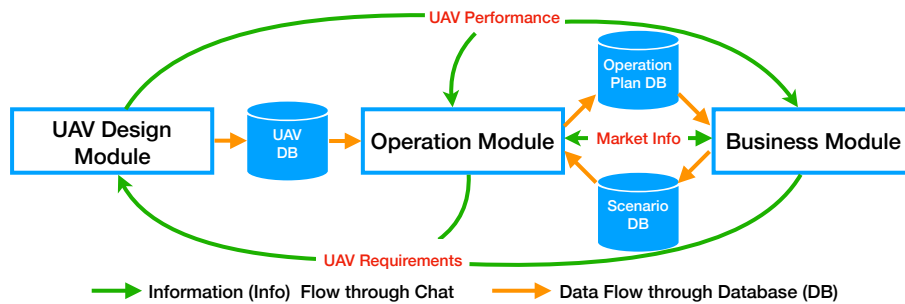 UAV Performance
Operation
Plan DB
UAV Design
Module
UAV
DB
Operation Module
Market Info
Business Module
Scenario
DB
UAV Requirements
Information (Info) Flow through Chat
Data Flow through Database (DB)